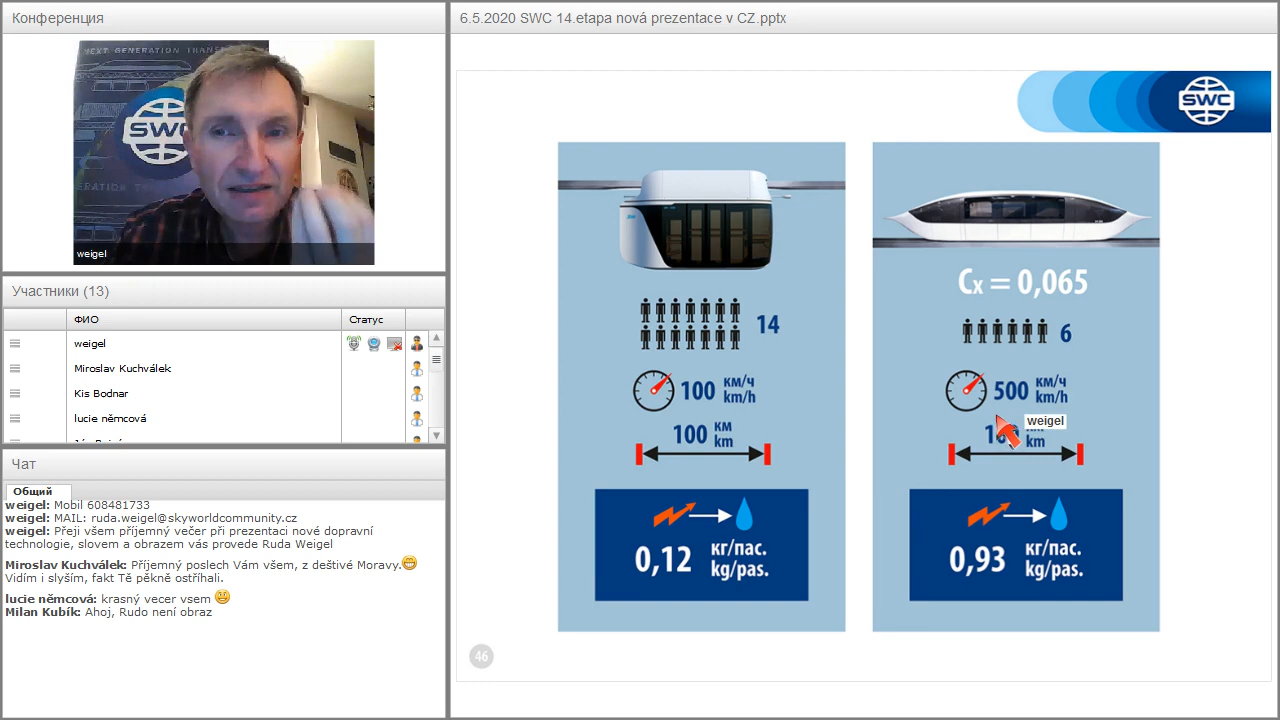 Конференция
NEXT GENERATION TRANS
SWC
ERATION T
weigel
Участники (13)
ФИО
Статус
weigel
Miroslav Kuchválek
Kis Bodnar
lucie němcová
Чат
Общий
weigel: Mobil 608481733
weigel: MAIL: ruda.weigel@skyworldcommunity.cz
weigel: Přeji všem příjemný večer při prezentaci nové dopravní
technologie, slovem a obrazem vás provede Ruda Weigel
Miroslav Kuchválek: Příjemný poslech Vám všem, z deštivé Moravy.
Vidím i slyším, fakt Tě pěkně ostříhali.
lucie němcová: krasný vecer vsem
Milan Kubík: Ahoj, Rudo není obraz
6.5.2020 SWC 14.etapa nová prezentace v CZ.pptx
SWC
14
100 км/ч
km/h
100 км
km
0,12 кг/пас.
kg/pas.
Cx = 0,065
6
500 км/ч
km/h
weigel
km
0,93 кг/пас.
kg/pas.
46